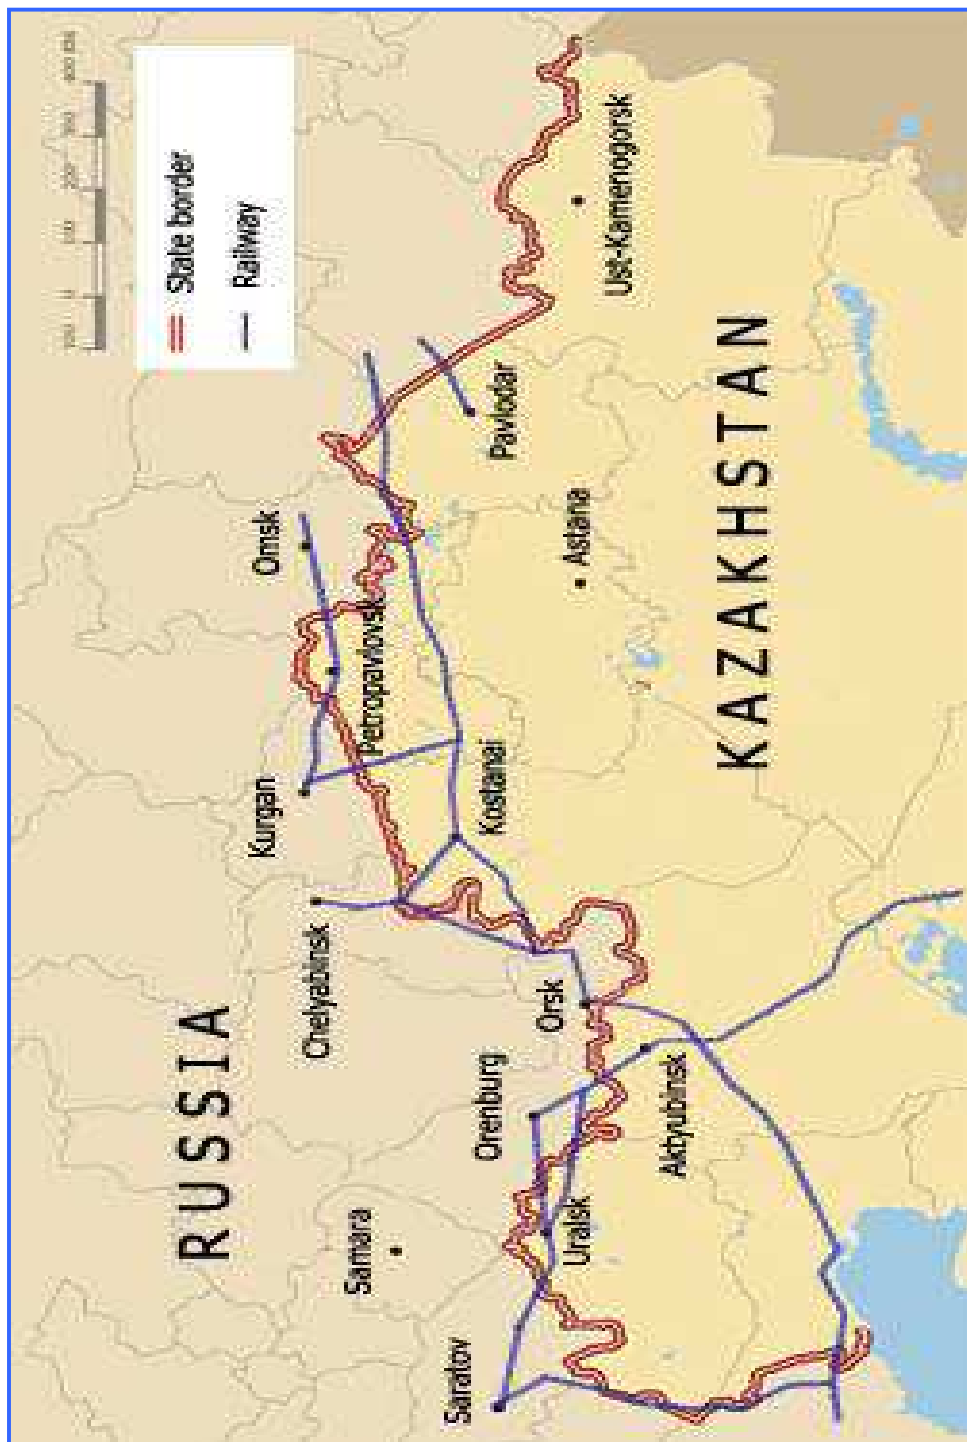 RUSSIA
State border
Railway
Chelyabinsk
Kurgan
Omsk
Samara
Petropavlovsk
Saratov
Orenburg
Kostanai
Pavlodar
Orsk
Uralsk
Astana
Ust-Kamenogorsk
Aktyubinsk
KAZAKHSTAN